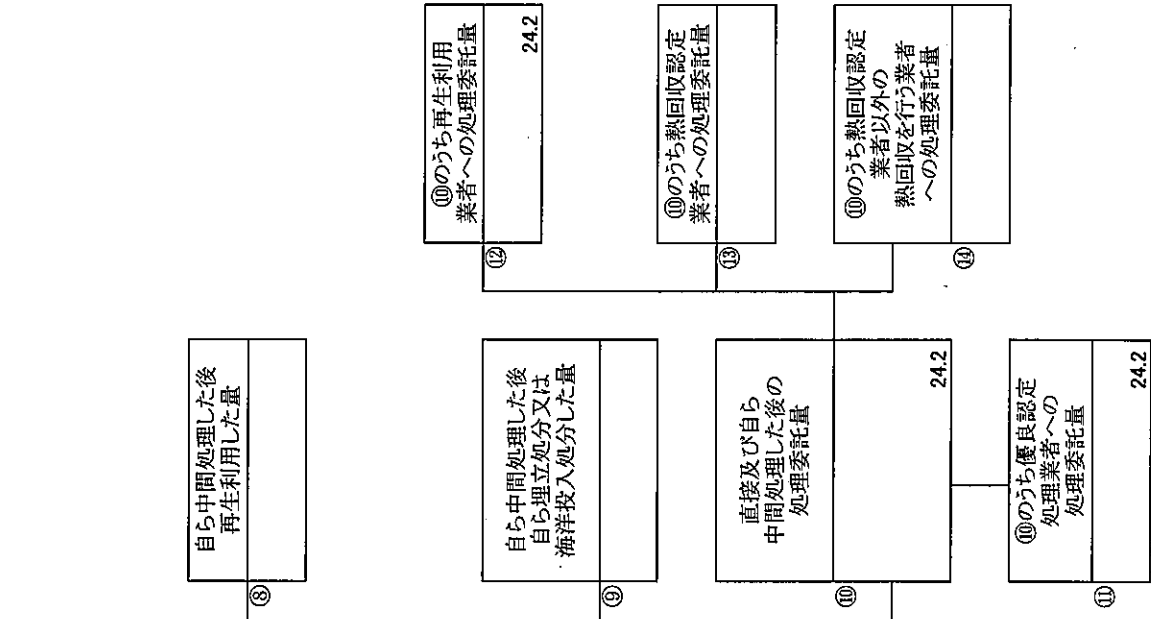 ⑧
自ら中間処理した後
再生利用した量
⑨
自ら中間処理した後
自ら埋立処分又は
海洋投入処分した量
⑩
直接及び自ら
中間処理した後の
処理委託量
24.2
⑪
⑩のうち優良認定
処理業者への
処理委託量
24.2
⑫
⑩のうち再生利用
業者への処理委託量
24.2
⑬
⑩のうち熱回収認定
業者への処理委託量
⑭
⑩のうち熱回収認定
業者以外の
熱回収を行う業者
への処理委託量